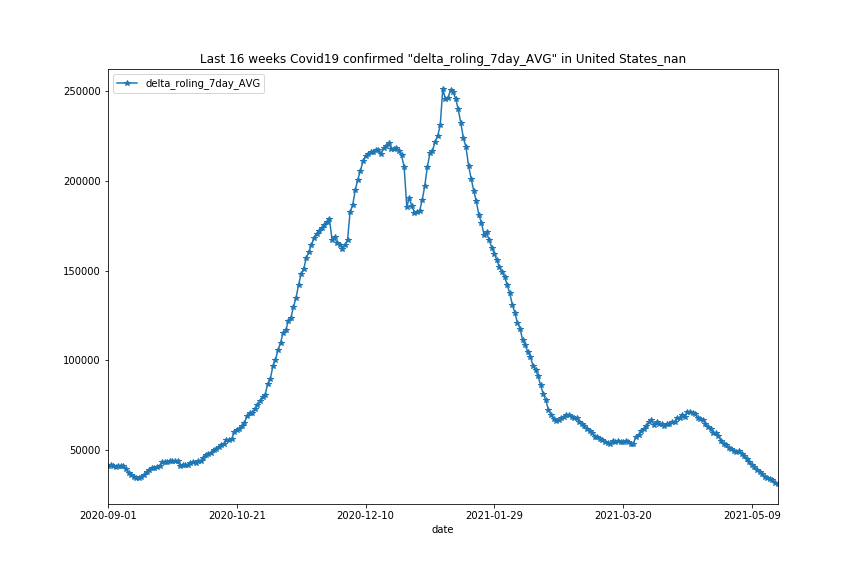 Last 16 weeks Covid19 confirmed "delta_roling_7day_AVG" in United States_nan
delta_roling_7day_AVG
250000
200000
150000
100000
50000
2020-09-01 2020-10-21 2020-12-10 2021-01-29 2021-03-20 2021-05-09
date